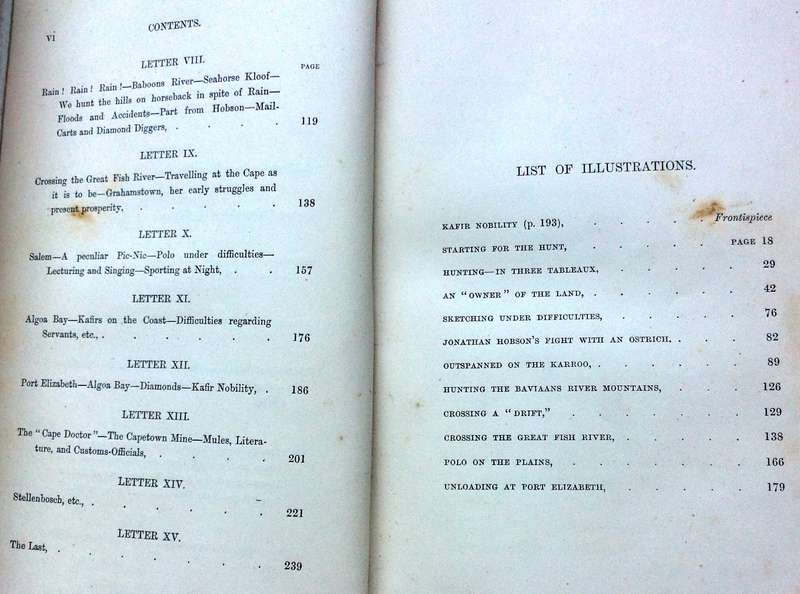 vi
CONTENTS.
LETTER VIII.
PAGE
Rain! Rain! Rain!—Baboons River—Seahorse Kloof—
We hunt the hills on horseback in spite of Rain—
Floods and Accidents—Part from Hobson—Mail-
Carts and Diamond Diggers, . . . . 119
LETTER IX.
Crossing the Great Fish River—Travelling at the Cape as
it is to be—Grahamstown, her early struggles and
present prosperity, . . . . . 138
LETTER X.
Salem—A peculiar Pic-Nic—Polo under difficulties—
Lecturing and Singing—Sporting at Night, . . 157
LETTER XI.
Algoa Bay—Kafirs on the Coast—Difficulties regarding
Servants, etc., . . . . . . 176
LETTER XII.
Port Elizabeth—Algoa Bay—Diamonds—Kafir Nobility, . 186
LETTER XIII.
The "Cape Doctor"—The Capetown Mine—Mules, Litera-
ture, and Customs-Officials, . . . . 201
LETTER XIV.
Stellenbosch, etc., . . . . . . 221
LETTER XV.
The Last, . . . . . . . 239
LIST OF ILLUSTRATIONS.
KAFIR NOBILITY (p. 193), . . . . . Frontispiece
STARTING FOR THE HUNT, . . . . . PAGE 18
HUNTING—IN THREE TABLEAUX, . . . . . 29
AN "OWNER" OF THE LAND, . . . . . . 42
SKETCHING UNDER DIFFICULTIES, . . . . . 76
JONATHAN HOBSON'S FIGHT WITH AN OSTRICH, . . . 82
OUTSPANNED ON THE KARROO, . . . . . . 89
HUNTING THE BAVIAANS RIVER MOUNTAINS, . . . 126
CROSSING A "DRIFT," . . . . . . 129
CROSSING THE GREAT FISH RIVER, . . . . . 138
POLO ON THE PLAINS, . . . . . . 166
UNLOADING AT PORT ELIZABETH, . . . . . 179